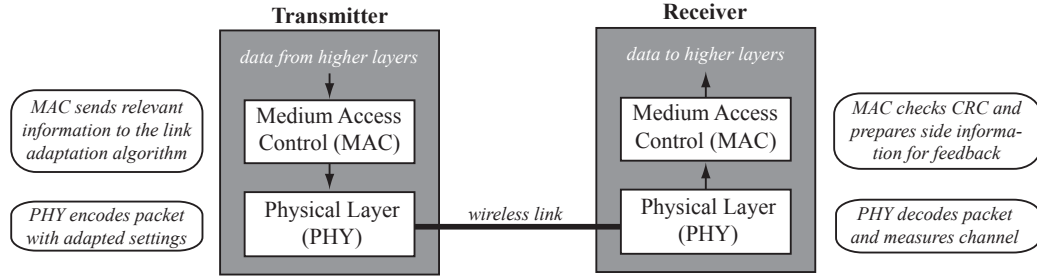 Transmitter
data from higher layers
Medium Access
Control (MAC)
Physical Layer
(PHY)
MAC sends relevant
information to the link
adaptation algorithm
PHY encodes packet
with adapted settings
wireless link
Receiver
data to higher layers
Medium Access
Control (MAC)
Physical Layer
(PHY)
MAC checks CRC and
prepares side informa-
tion for feedback
PHY decodes packet
and measures channel